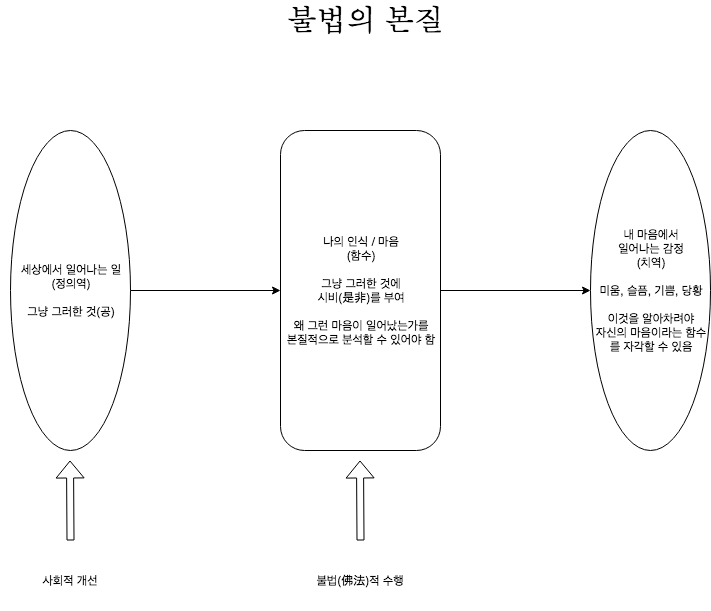 불법의 본질
세상에서 일어나는 일
(정의역)
그냥 그러한 것(공)
나의 인식 / 마음
(함수)
그냥 그러한 것에
시비(是非)를 부여
왜 그런 마음이 일어났는가를
본질적으로 분석할 수 있어야 함
내 마음에서
일어나는 감정
(치역)
미움, 슬픔, 기쁨, 당황
이것을 알아차려야
자신의 마음이라는 함수
를 자각할 수 있음
사회적 개선
불법(佛法)적 수행